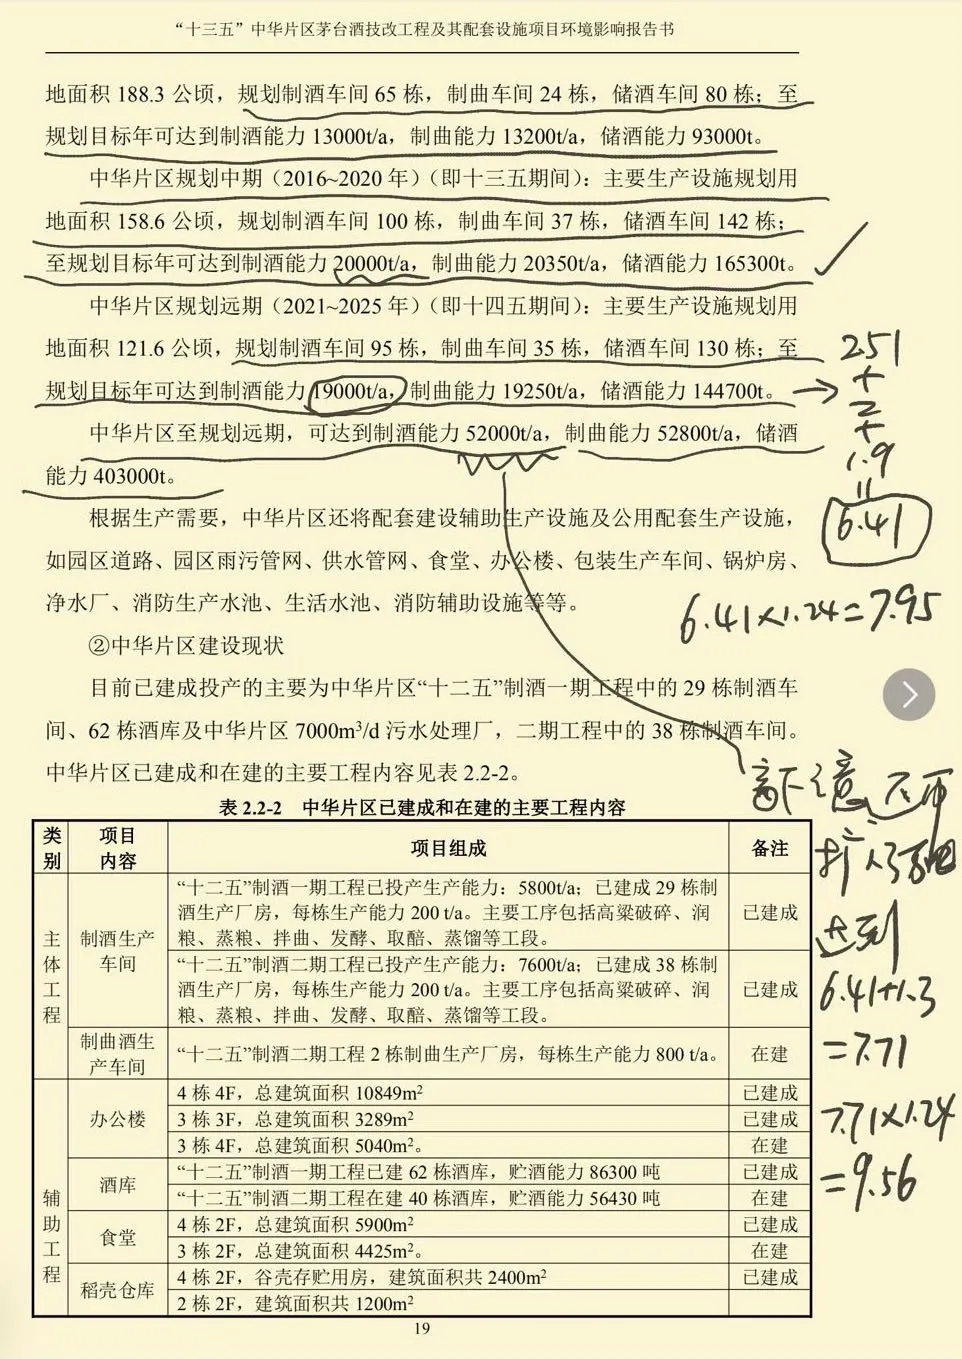 “十三五”中华片区茅台酒技改工程及其配套设施项目环境影响报告书
地面积 188.3 公顷，规划制酒车间 65 栋，制曲车间 24 栋，储酒车间 80 栋；至
规划目标年可达到制酒能力 13000t/a，制曲能力 13200t/a，储酒能力 93000t。
中华片区规划中期（2016~2020 年）（即十三五期间）：主要生产设施规划用
地面积 158.6 公顷，规划制酒车间 100 栋，制曲车间 37 栋，储酒车间 142 栋；
至规划目标年可达到制酒能力 20000t/a，制曲能力 20350t/a，储酒能力 165300t。
中华片区规划远期（2021~2025 年）（即十四五期间）：主要生产设施规划用
地面积 121.6 公顷，规划制酒车间 95 栋，制曲车间 35 栋，储酒车间 130 栋；至
规划目标年可达到制酒能力 19000t/a，制曲能力 19250t/a，储酒能力 144700t。
中华片区至规划远期，可达到制酒能力 52000t/a，制曲能力 52800t/a，储酒
能力 403000t。
2.51
+
2
+
1.9
=
6.41
根据生产需要，中华片区还将配套建设辅助生产设施及公用配套生产设施，
如园区道路、园区雨污管网、供水管网、食堂、办公楼、包装生产车间、锅炉房、
净水厂、消防生产水池、生活水池、消防辅助设施等等。
6.41×1.24=7.95
②中华片区建设现状
目前已建成投产的主要为中华片区“十二五”制酒一期工程中的 29 栋制酒车
间、62 栋酒库及中华片区 7000m³/d 污水处理厂，二期工程中的 38 栋制酒车间。
中华片区已建成和在建的主要工程内容见表 2.2-2。
表 2.2-2 中华片区已建成和在建的主要工程内容
类别 项目内容 项目组成 备注
主体工程
制酒生产车间
“十二五”制酒一期工程已投产生产能力：5800t/a；已建成 29 栋制
酒生产厂房，每栋生产能力 200 t/a。主要工序包括高粱破碎、润
粮、蒸粮、拌曲、发酵、取醅、蒸馏等工段。
已建成
“十二五”制酒二期工程已投产生产能力：7600t/a；已建成 38 栋制
酒生产厂房，每栋生产能力 200 t/a。主要工序包括高粱破碎、润
粮、蒸粮、拌曲、发酵、取醅、蒸馏等工段。
已建成
制曲酒生产车间
“十二五”制酒二期工程 2 栋制曲生产厂房，每栋生产能力 800 t/a。 在建
辅助工程
办公楼
4 栋 4F，总建筑面积 10849m² 已建成
3 栋 3F，总建筑面积 3289m²。 已建成
3 栋 4F，总建筑面积 5040m²。 在建
酒库
“十二五”制酒一期工程已建 62 栋酒库，贮酒能力 86300 吨 已建成
“十二五”制酒二期工程在建 40 栋酒库，贮酒能力 56430 吨 在建
食堂
4 栋 2F，总建筑面积 5900m² 已建成
3 栋 2F，总建筑面积 4425m²。 在建
稻壳仓库
4 栋 2F，谷壳存贮用房，建筑面积共 2400m² 已建成
2 栋 2F，建筑面积共 1200m²
达到
6.41+1.3
=7.71
7.71×1.24
=9.56
19